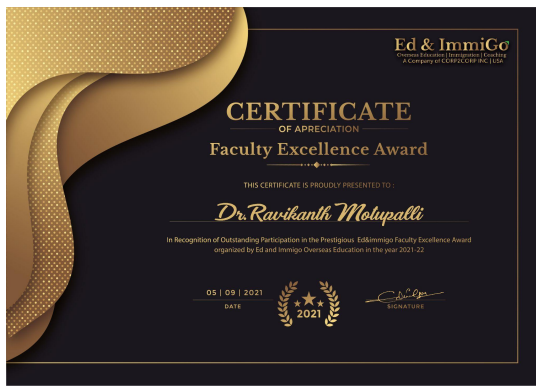 Ed & ImmiGo
Overseas Education | Immigration | Coaching
A Company of CORP2CORP INC | USA
CERTIFICATE
OF APRECIATION
Faculty Excellence Award
THIS CERTIFICATE IS PROUDLY PRESENTED TO :
Dr.Ravikanth Motupalli
In Recognition of Outstanding Participation in the Prestigious Ed&immigo Faculty Excellence Award
organized by Ed and Immigo Overseas Education in the year 2021-22
05 | 09 | 2021
DATE
2021
SIGNATURE